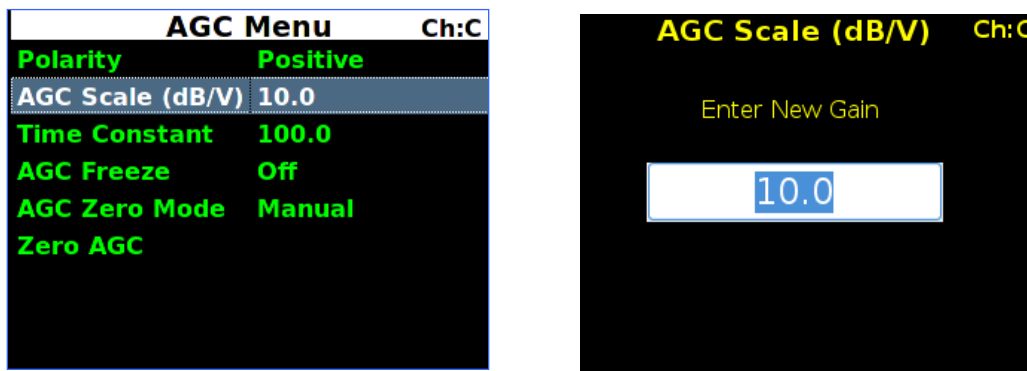 AGC Menu Ch:C
Polarity Positive
AGC Scale (dB/V) 10.0
Time Constant 100.0
AGC Freeze Off
AGC Zero Mode Manual
Zero AGC
AGC Scale (dB/V) Ch:C
Enter New Gain
10.0